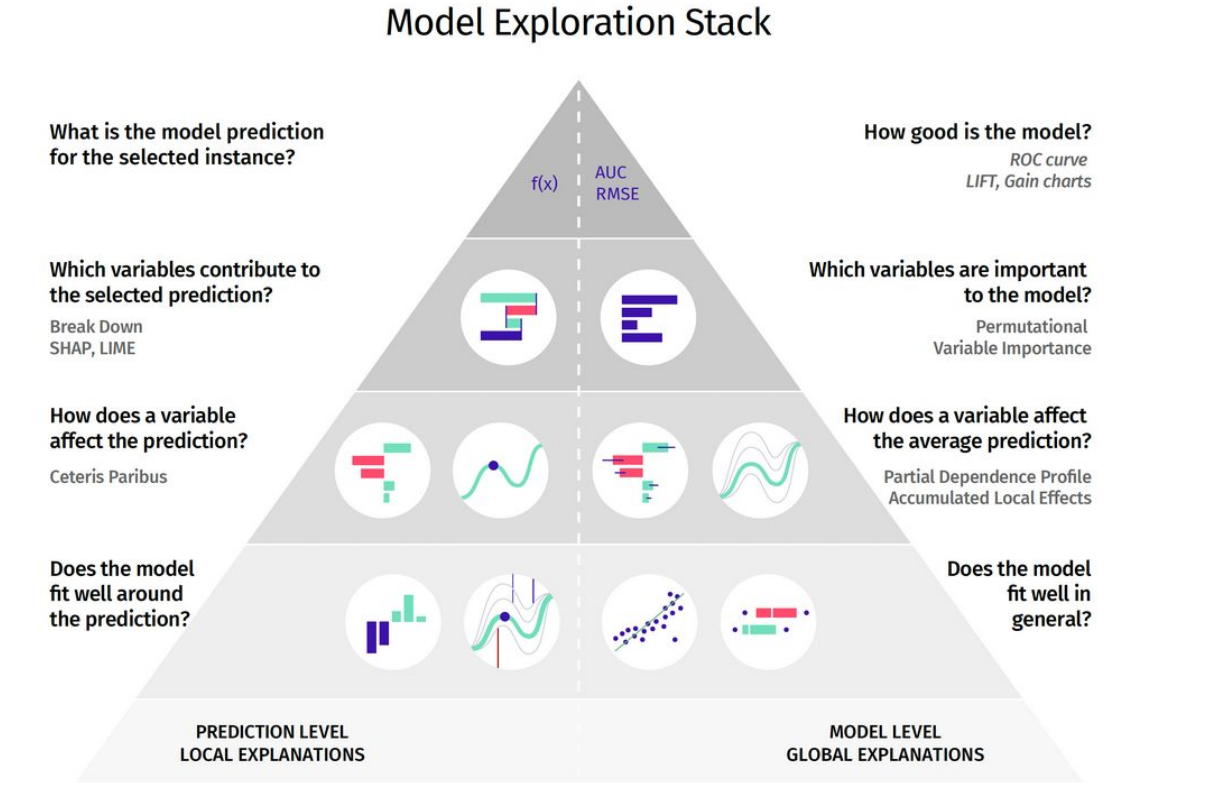 Model Exploration Stack
What is the model prediction
for the selected instance?
f(x)
AUC
RMSE
How good is the model?
ROC curve
LIFT, Gain charts
Which variables contribute to
the selected prediction?
Break Down
SHAP, LIME
Which variables are important
to the model?
Permutational
Variable Importance
How does a variable
affect the prediction?
Ceteris Paribus
How does a variable affect
the average prediction?
Partial Dependence Profile
Accumulated Local Effects
Does the model
fit well around
the prediction?
Does the model
fit well in
general?
PREDICTION LEVEL
LOCAL EXPLANATIONS
MODEL LEVEL
GLOBAL EXPLANATIONS